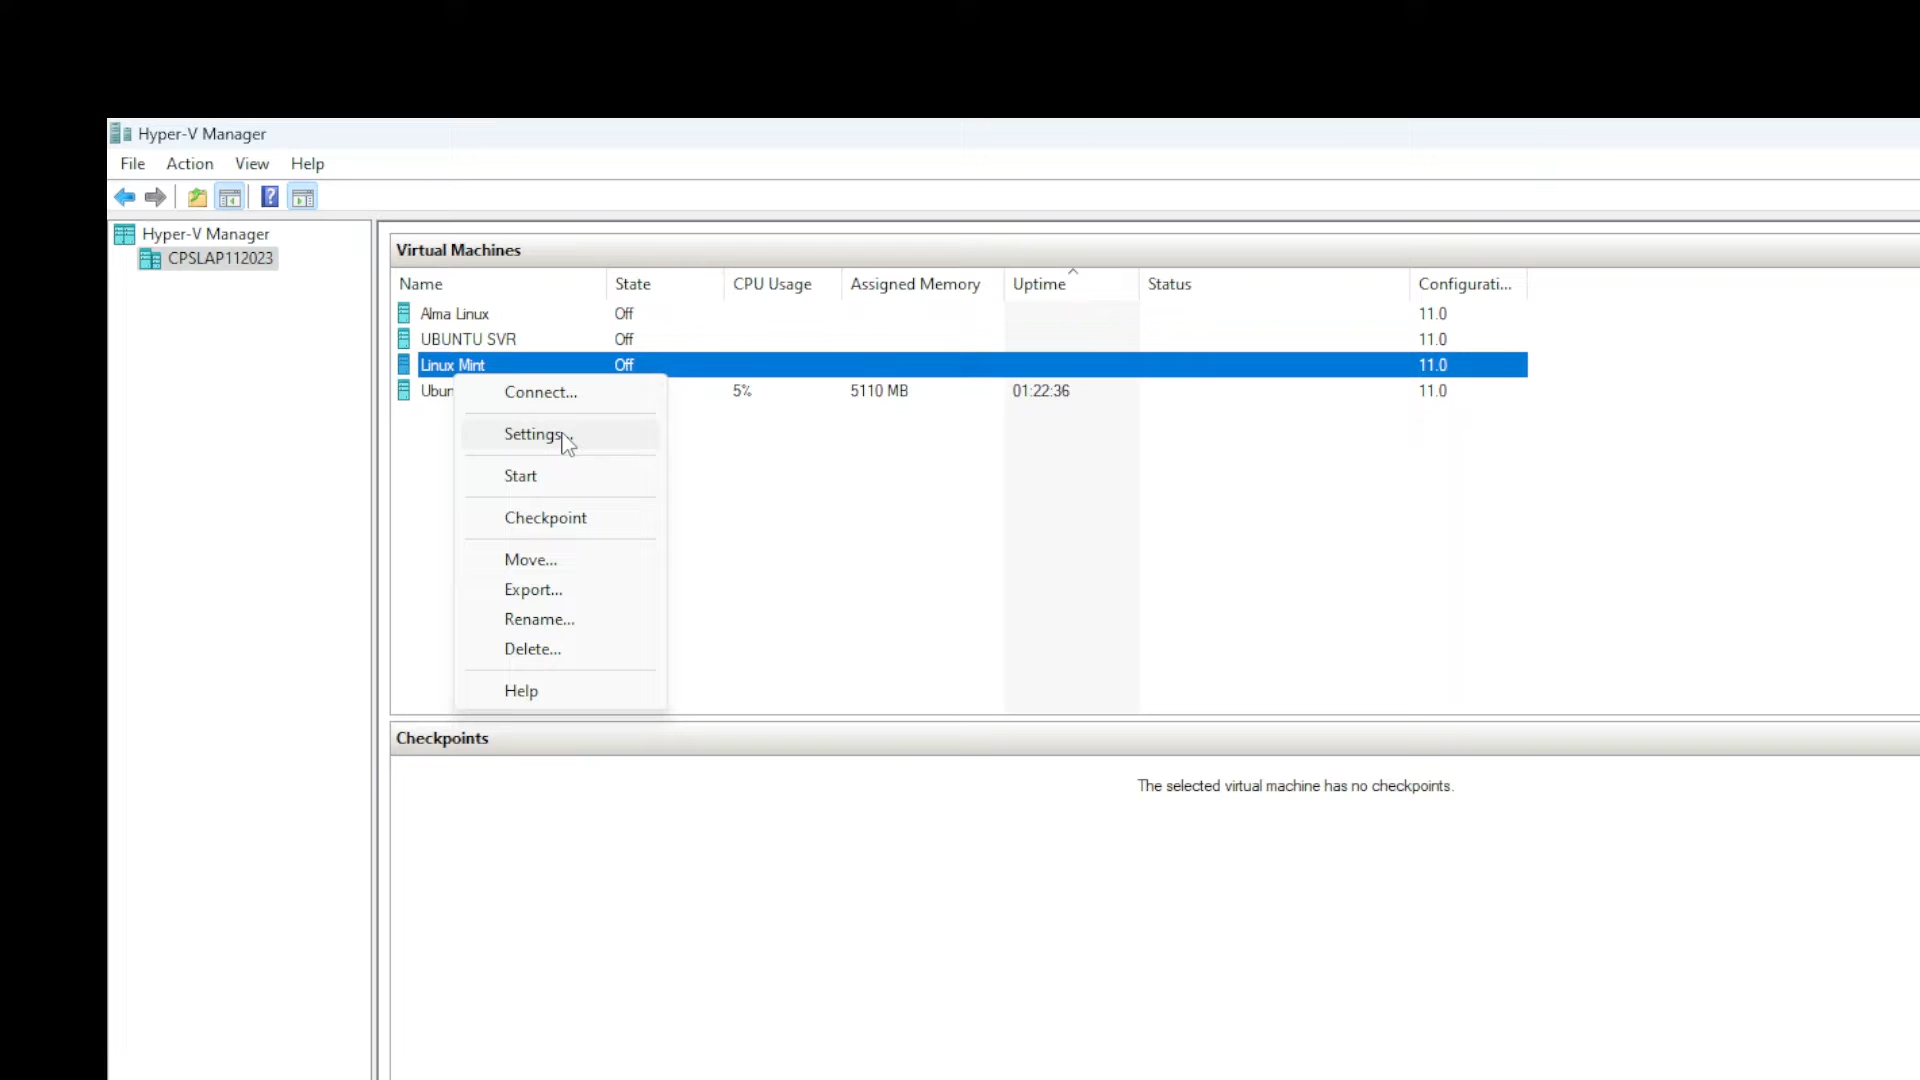 Hyper-V Manager
File Action View Help
Hyper-V Manager
CPSLAP112023
Virtual Machines
Name State CPU Usage Assigned Memory Uptime Status Configurati...
Alma Linux Off 11.0
UBUNTU SVR Off 11.0
Linux Mint Off 11.0
Ubun 5% 5110 MB 01:22:36 11.0
Connect...
Settings...
Start
Checkpoint
Move...
Export...
Rename...
Delete...
Help
Checkpoints
The selected virtual machine has no checkpoints.